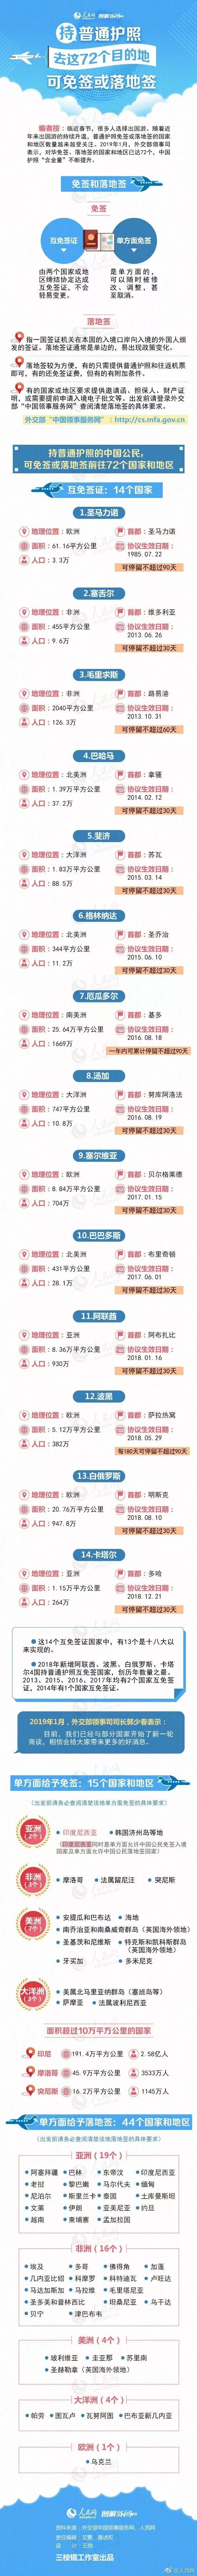 人民网 图解新闻
持普通护照
去这72个目的地
可免签或落地签
编者按：临近春节，很多人选择出国游。随着近年来出国游的持续升温，普通护照免签或落地签的国家和地区数量越来越受关注。2019年1月，外交部领事司表示，对华免签、落地签的国家和地区已达72个，中国护照“含金量”不断提升。
免签和落地签
免签
互免签证
单方面免签
由两个国家或地区缔结协定达成互免签证，不会轻易变更。
是单方面的，可以随时被修改、调整，甚至取消。
落地签
指一国签证机关在本国的入境口岸向入境的外国人颁发的签证。落地签证通常是单边的，易出现政策变化。
落地签较为方便，有的只需提供普通护照和往返机票即可，有的还免签证费，但有的有附加条件。
有的国家或地区要求提供邀请函、担保人、财产证明，或需要提前申请入境电子批文等。出发前请登录外交部“中国领事服务网”查阅清楚落地签的具体要求。
外交部“中国领事服务网”：http://cs.mfa.gov.cn
持普通护照的中国公民，
可免签或落地签前往72个国家和地区
互免签证：14个国家
1.圣马力诺
地理位置：欧洲 首都：圣马力诺
面积：61.16平方公里 协议生效日期：
人口：3.3万 1985.07.22
可停留不超过90天
2.塞舌尔
地理位置：非洲 首都：维多利亚
面积：455平方公里 协议生效日期：
人口：9.6万 2013.06.26
可停留不超过30天
3.毛里求斯
地理位置：非洲 首都：路易港
面积：2040平方公里 协议生效日期：
人口：126.3万 2013.10.31
可停留不超过60天
4.巴哈马
地理位置：北美洲 首都：拿骚
面积：1.39万平方公里 协议生效日期：
人口：37.2万 2014.02.12
可停留不超过30天
5.斐济
地理位置：大洋洲 首都：苏瓦
面积：1.83万平方公里 协议生效日期：
人口：88.5万 2015.03.14
可停留不超过30天
6.格林纳达
地理位置：北美洲 首都：圣乔治
面积：344平方公里 协议生效日期：
人口：11.2万 2015.06.10
可停留不超过30天
7.厄瓜多尔
地理位置：南美洲 首都：基多
面积：25.64万平方公里 协议生效日期：
人口：1669万 2016.08.18
一年内可累计停留不超过90天
8.汤加
地理位置：大洋洲 首都：努库阿洛法
面积：747平方公里 协议生效日期：
人口：10.8万 2016.08.19
可停留不超过30天
9.塞尔维亚
地理位置：欧洲 首都：贝尔格莱德
面积：8.84万平方公里 协议生效日期：
人口：704万 2017.01.15
可停留不超过30天
10.巴巴多斯
地理位置：北美洲 首都：布里奇顿
面积：431平方公里 协议生效日期：
人口：28.1万 2017.06.01
可停留不超过30天
11.阿联酋
地理位置：亚洲 首都：阿布扎比
面积：8.36万平方公里 协议生效日期：
人口：930万 2018.01.16
可停留不超过30天
12.波黑
地理位置：欧洲 首都：萨拉热窝
面积：5.12万平方公里 协议生效日期：
人口：382万 2018.05.29
每180天可停留不超过90天
13.白俄罗斯
地理位置：欧洲 首都：明斯克
面积：20.76万平方公里 协议生效日期：
人口：947.8万 2018.08.10
可停留不超过30天
14.卡塔尔
地理位置：亚洲 首都：多哈
面积：1.15万平方公里 协议生效日期：
人口：264万 2018.12.21
可停留不超过30天
这14个互免签证国家中，有13个是十八大以来实现的。
2018年新增阿联酋、波黑、白俄罗斯、卡塔尔4国持普通护照互免签国家，创历年数量之最。2013、2015、2016、2017年均有2个国家互免签证，2014年有1个国家互免签证。
2019年1月，外交部领事司司长郭少春表示：
目前，我们已经与部分国家开始了新一轮商谈，相信会给大家带来更多的好消息。
单方面给予免签：15个国家和地区
（出发前请务必查阅清楚该地单方面免签的具体要求）
亚洲（2个）
印度尼西亚 韩国济州岛等地
（印度尼西亚同时是单方面允许中国公民免签入境国家及单方面允许中国公民落地签国家）
非洲（3个）
摩洛哥 法属留尼汪 突尼斯
美洲（7个）
安提瓜和巴布达 海地
南乔治亚和南桑威奇群岛（英国海外领地）
圣基茨和尼维斯 特克斯和凯科斯群岛（英国海外领地）
牙买加 多米尼克
大洋洲（3个）
美属北马里亚纳群岛（塞班岛等）
萨摩亚 法属波利尼西亚
面积超过10万平方公里的国家
印尼 191.4万平方公里 2.58亿人
摩洛哥 45.9万平方公里 3533万人
突尼斯 16.2万平方公里 1145万人
单方面给予落地签：44个国家和地区
（出发前请务必查阅清楚该地落地签的具体要求）
亚洲（19个）
阿塞拜疆 巴林 东帝汶 印度尼西亚
老挝 黎巴嫩 马尔代夫 缅甸
尼泊尔 斯里兰卡 泰国 土库曼斯坦
文莱 伊朗 亚美尼亚 约旦
越南 柬埔寨 孟加拉国
非洲（16个）
埃及 多哥 佛得角 加蓬
几内亚比绍 科摩罗 科特迪瓦 卢旺达
马达加斯加 马拉维 毛里塔尼亚
圣多美和普林西比 坦桑尼亚 乌干达
贝宁 津巴布韦
美洲（4个）
玻利维亚 圭亚那 苏里南
圣赫勒拿（英国海外领地）
大洋洲（4个）
帕劳 图瓦卢 瓦努阿图 巴布亚新几内亚
欧洲（1个）
乌克兰
人民网 图解新闻
资料来源：外交部中国领事服务网、人民网
三棱镜工作室出品
@人民网